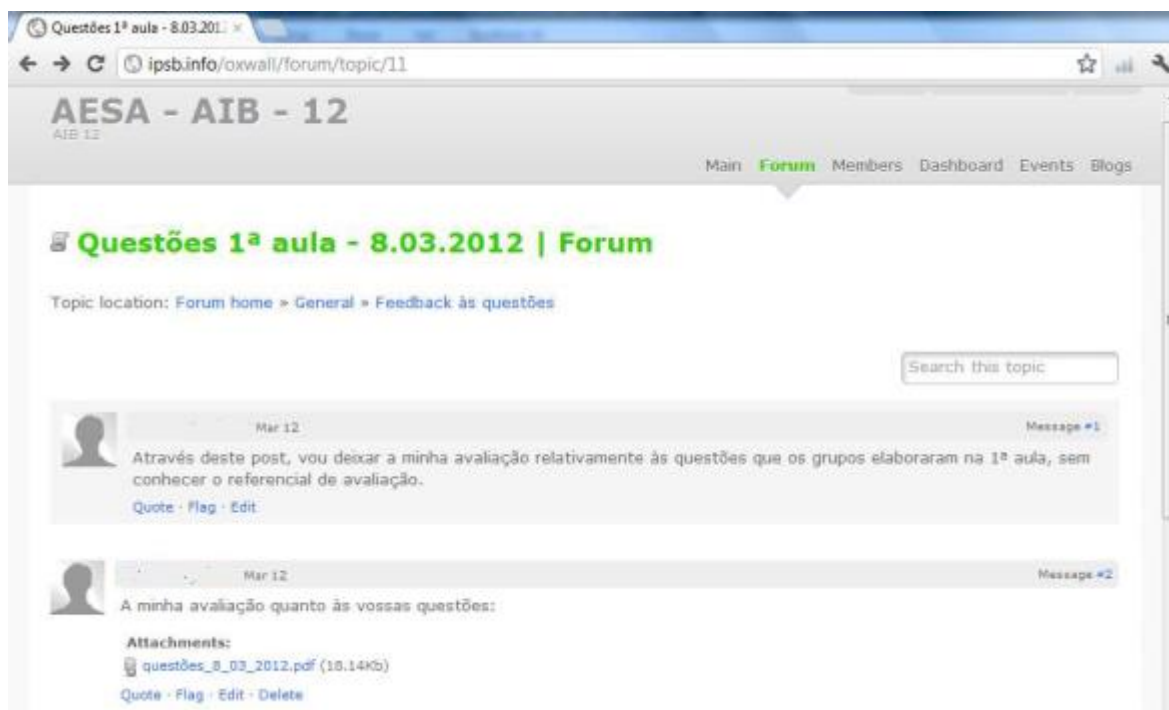 Questões 1ª aula - 8.03.201
ipsb.info/oxwall/forum/topic/11
AESA - AIB - 12
AIB 12
Main Forum Members Dashboard Events Blogs
Questões 1ª aula - 8.03.2012 | Forum
Topic location: Forum home » General » Feedback às questões
Search this topic
Mar 12 Message #1
Através deste post, vou deixar a minha avaliação relativamente às questões que os grupos elaboraram na 1ª aula, sem
conhecer o referencial de avaliação.
Quote · Flag · Edit
Mar 12 Message #2
A minha avaliação quanto às vossas questões:
Attachments:
questões_8_03_2012.pdf (18.14Kb)
Quote · Flag · Edit · Delete